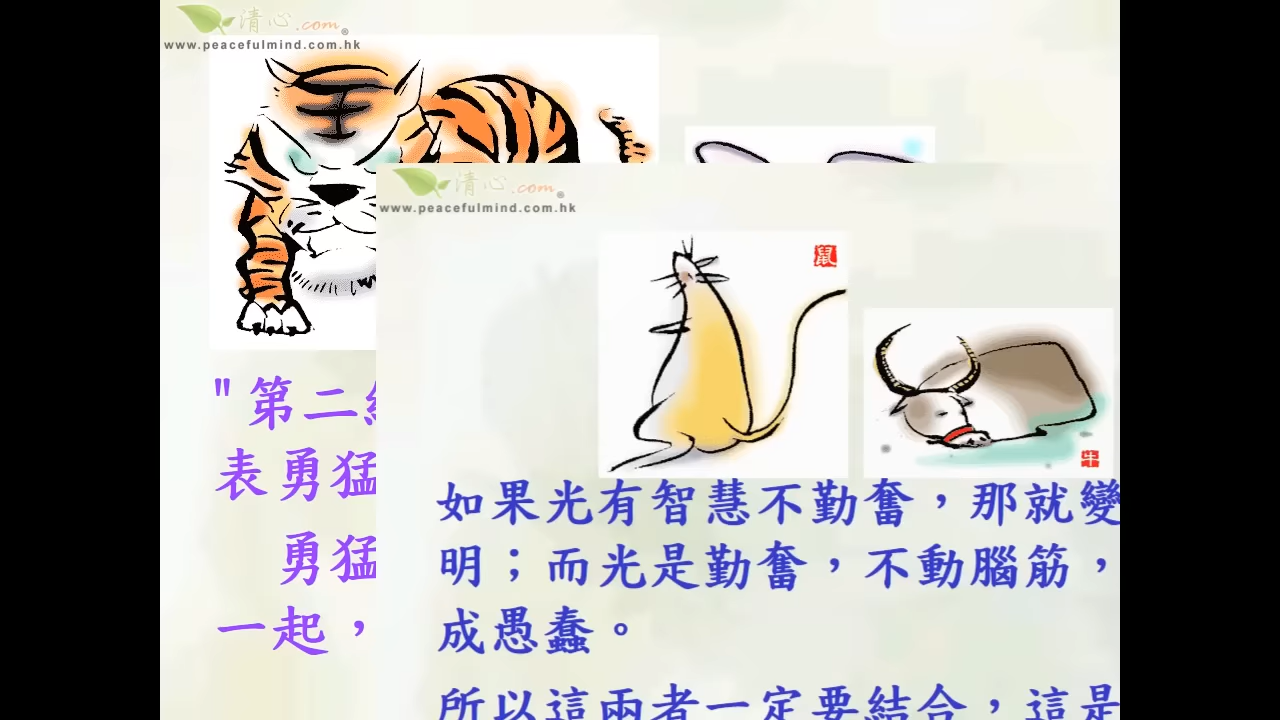 清心.com®
www.peacefulmind.com.hk
王
"第二
表勇猛
勇猛
一起，
清心.com®
www.peacefulmind.com.hk
鼠
牛
如果光有智慧不勤奮，那就變
明；而光是勤奮，不動腦筋，
成愚蠢。
所以這兩者一定要結合，這是